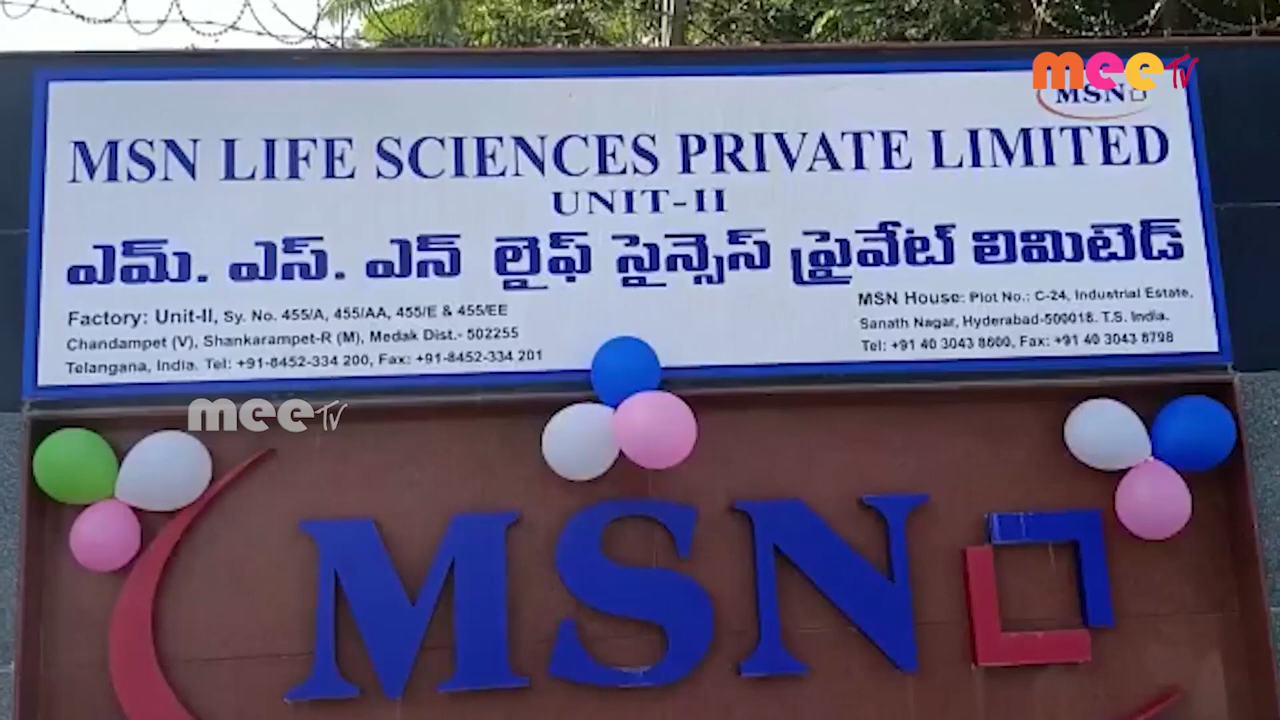 mee TV
MSN
MSN LIFE SCIENCES PRIVATE LIMITED
UNIT-II
ఎమ్. ఎస్. ఎన్ లైఫ్ సైన్సెస్ ప్రైవేట్ లిమిటెడ్
Factory: Unit-II, Sy. No. 455/A, 455/AA, 455/E & 455/EE
Chandampet (V), Shankarampet-R (M), Medak Dist.- 502255
Telangana, India. Tel: +91-8452-334 200, Fax: +91-8452-334 201
MSN House: Plot No.: C-24, Industrial Estate,
Sanath Nagar, Hyderabad-500018. T.S. India.
Tel: +91 40 3043 8600, Fax: +91 40 3043 8798
mee TV
MSN